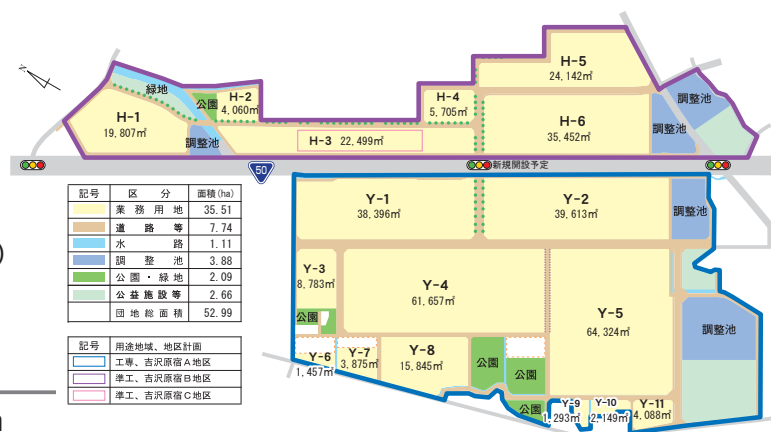 N
緑地
H-1
19,807㎡
公園
H-2
4,060㎡
調整池
H-3 22,499㎡
H-4
5,705㎡
H-5
24,142㎡
H-6
35,452㎡
調整池
調整池
50
新規開設予定
Y-1
38,396㎡
Y-2
39,613㎡
調整池
Y-3
8,783㎡
Y-4
61,657㎡
Y-5
64,324㎡
調整池
公園
Y-6
1,457㎡
Y-7
3,875㎡
Y-8
15,845㎡
公園
公園
公園
Y-9
1,293㎡
Y-10
2,149㎡
Y-11
4,088㎡
記号 区分 面積(ha)
業務用地 35.51
道路等 7.74
水路 1.11
調整池 3.88
公園・緑地 2.09
公益施設等 2.66
団地総面積 52.99
記号 用途地域、地区計画
工専、吉沢原宿A地区
準工、吉沢原宿B地区
準工、吉沢原宿C地区
)